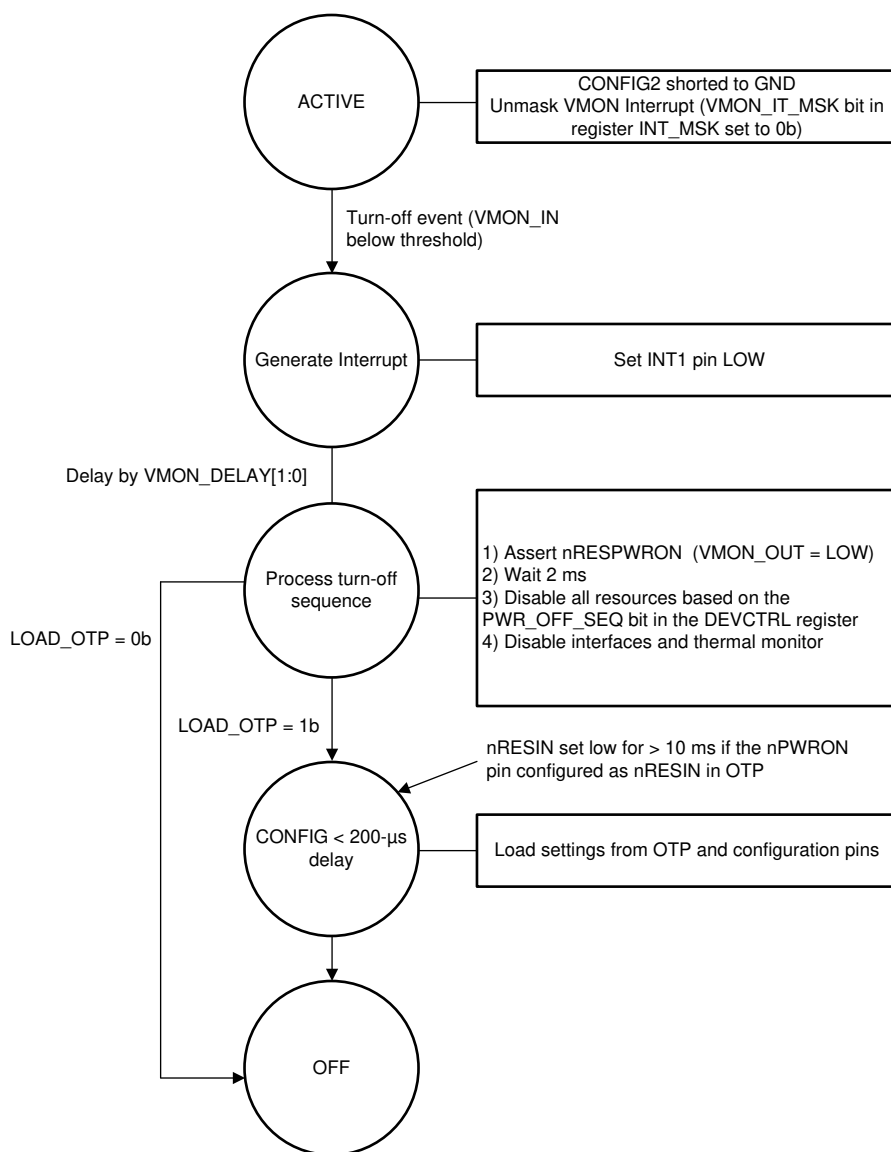 ACTIVE
CONFIG2 shorted to GND
Unmask VMON Interrupt (VMON_IT_MSK bit in
register INT_MSK set to 0b)
Turn-off event (VMON_IN
below threshold)
Generate Interrupt
Set INT1 pin LOW
Delay by VMON_DELAY[1:0]
Process turn-off
sequence
1) Assert nRESPWRON  (VMON_OUT = LOW)
2) Wait 2 ms
3) Disable all resources based on the
PWR_OFF_SEQ bit in the DEVCTRL register
4) Disable interfaces and thermal monitor
LOAD_OTP = 0b
LOAD_OTP = 1b
nRESIN set low for > 10 ms if the nPWRON
pin configured as nRESIN in OTP
CONFIG < 200-µs
delay
Load settings from OTP and configuration pins
OFF